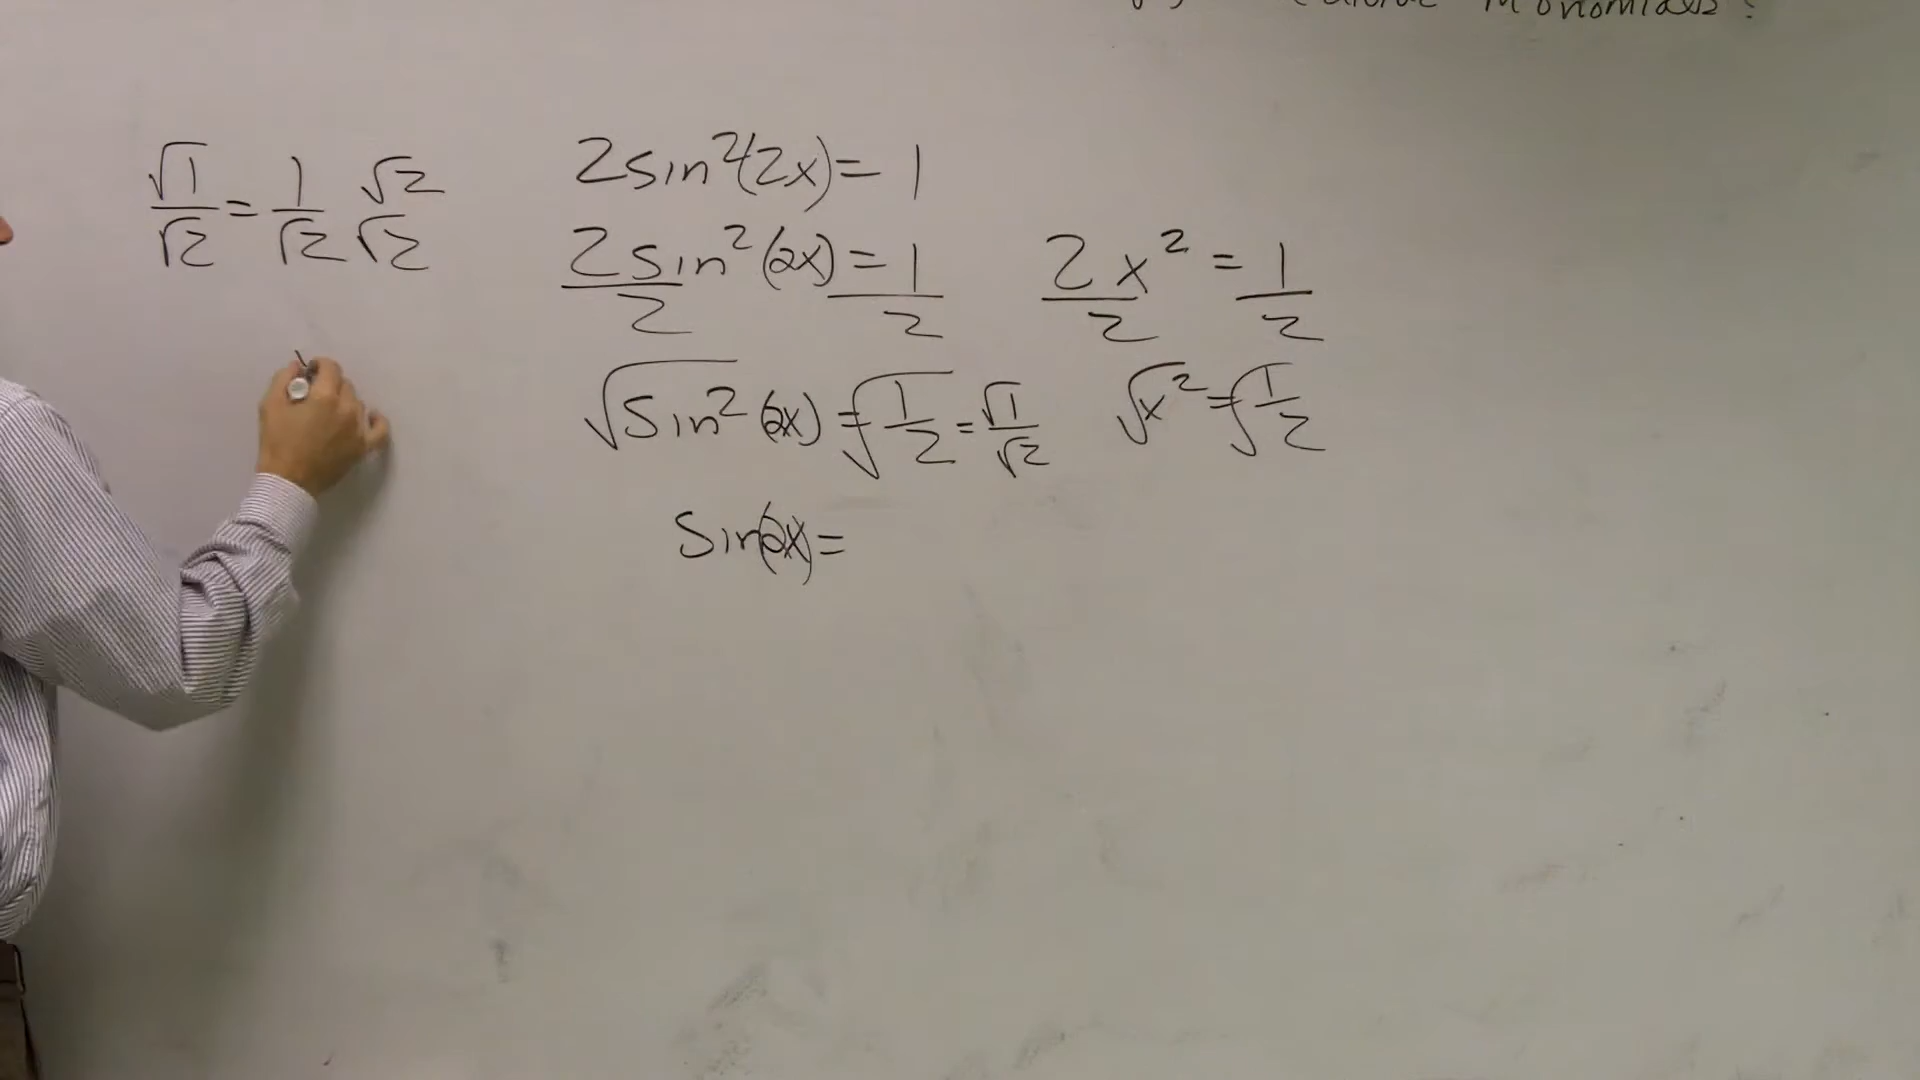 Monomials?
√1/√2 = 1/√2 √2/√2
2sin²(2x) = 1
2sin²(2x)/2 = 1/2
2x²/2 = 1/2
√sin²(2x) = √1/2 = √1/√2
√x² = √1/2
sin(2x) =